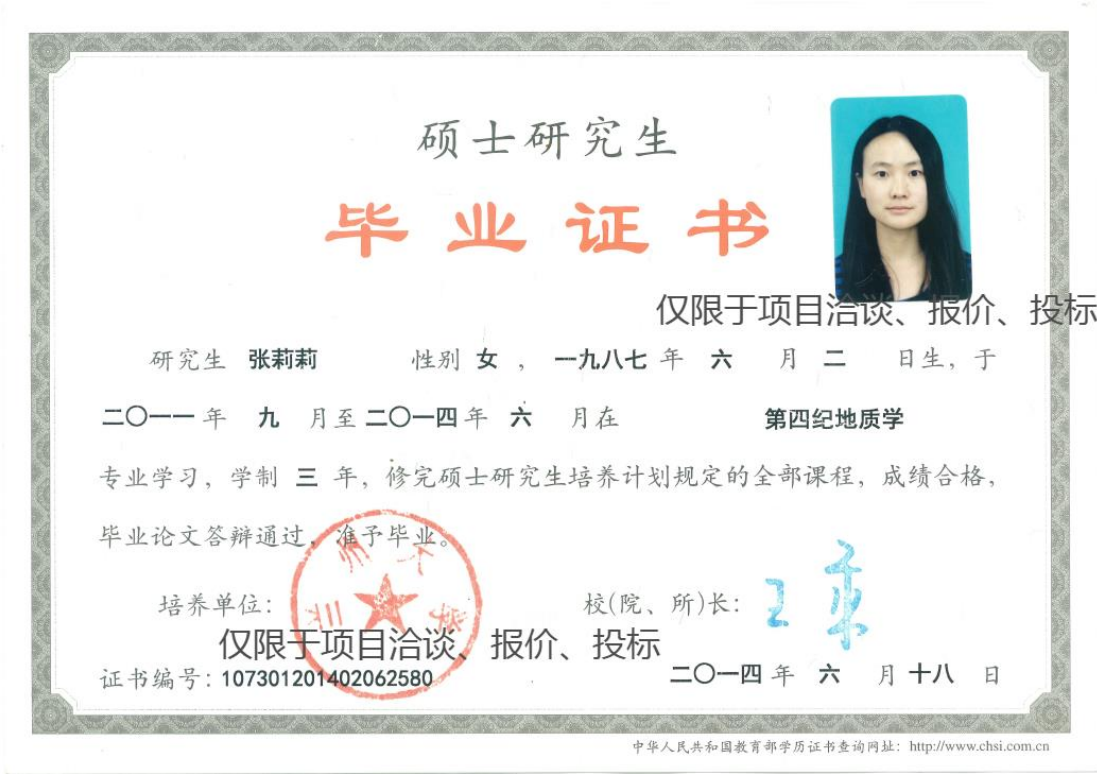 硕士研究生
毕业证书
仅限于项目洽谈、报价、投标
研究生 张莉莉 性别 女 ， 一九八七 年 六 月 二 日生，于
二〇一一 年 九 月至 二〇一四 年 六 月在 第四纪地质学
专业学习，学制 三 年，修完硕士研究生培养计划规定的全部课程，成绩合格，
毕业论文答辩通过，准予毕业。
兰州大学
培养单位： 校(院、所)长： 王乘
仅限于项目洽谈、报价、投标
证书编号：107301201402062580 二〇一四 年 六 月 十八 日
中华人民共和国教育部学历证书查询网址：http://www.chsi.com.cn